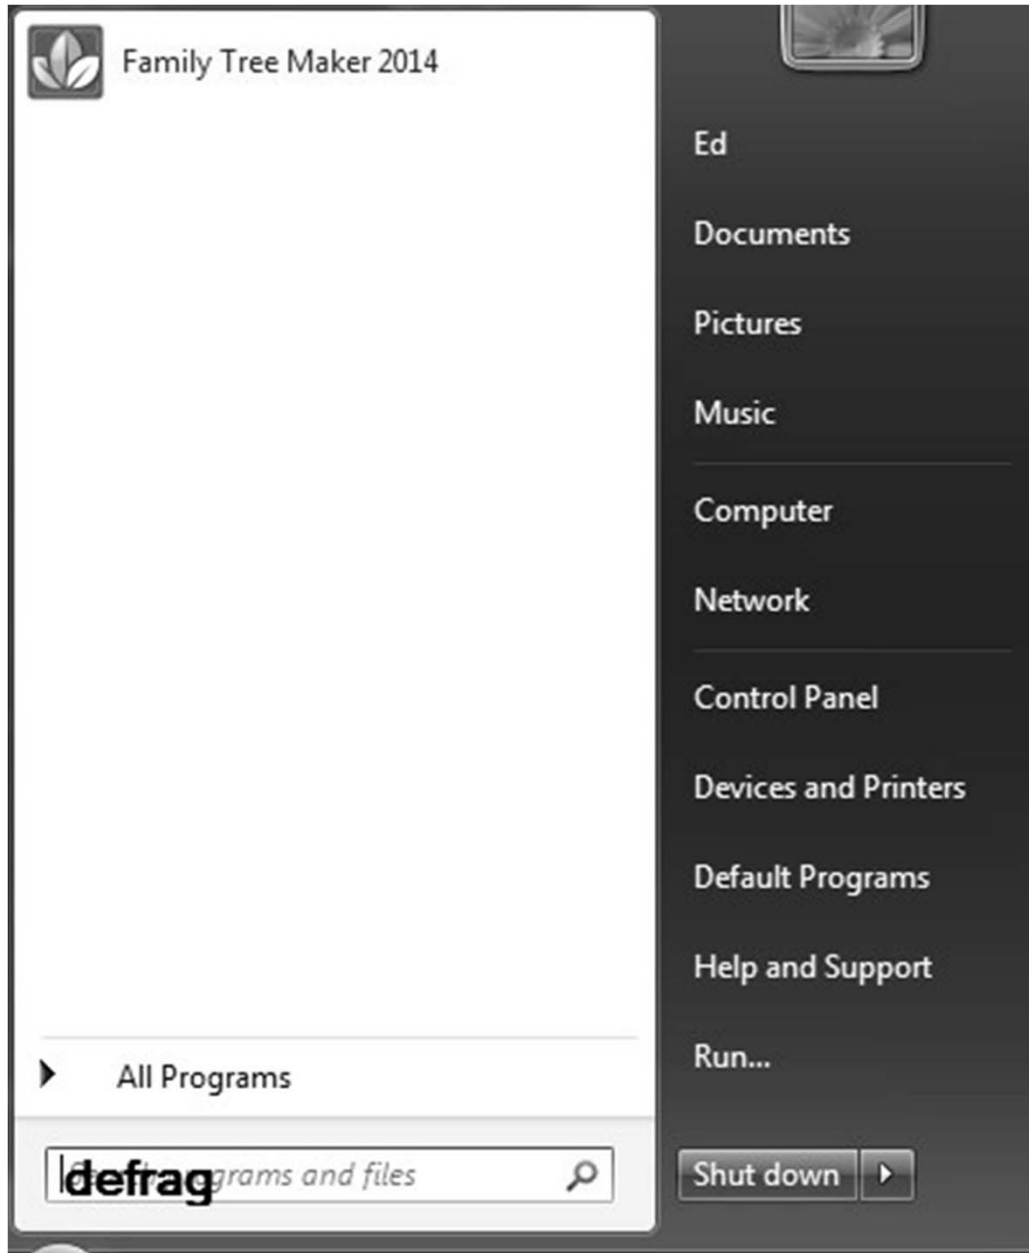 Family Tree Maker 2014
All Programs
defrag
grams and files
Ed
Documents
Pictures
Music
Computer
Network
Control Panel
Devices and Printers
Default Programs
Help and Support
Run...
Shut down